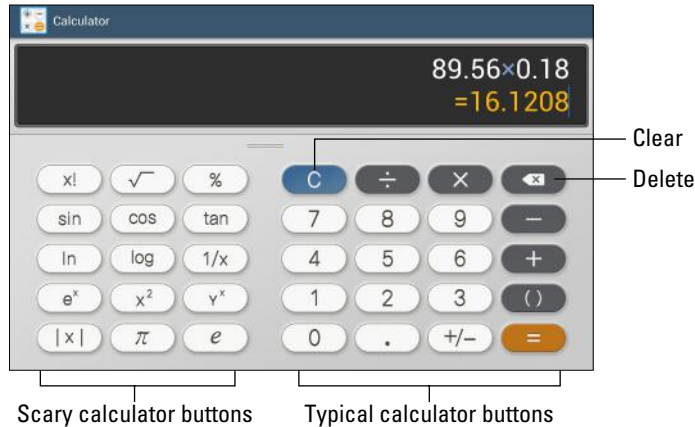 Calculator
89.56×0.18
=16.1208
Clear
Delete
x! √ % C ÷ × ⌫
sin cos tan 7 8 9 −
ln log 1/x 4 5 6 +
eˣ x² yˣ 1 2 3 ( )
|x| π e 0 . +/− =
Scary calculator buttons Typical calculator buttons